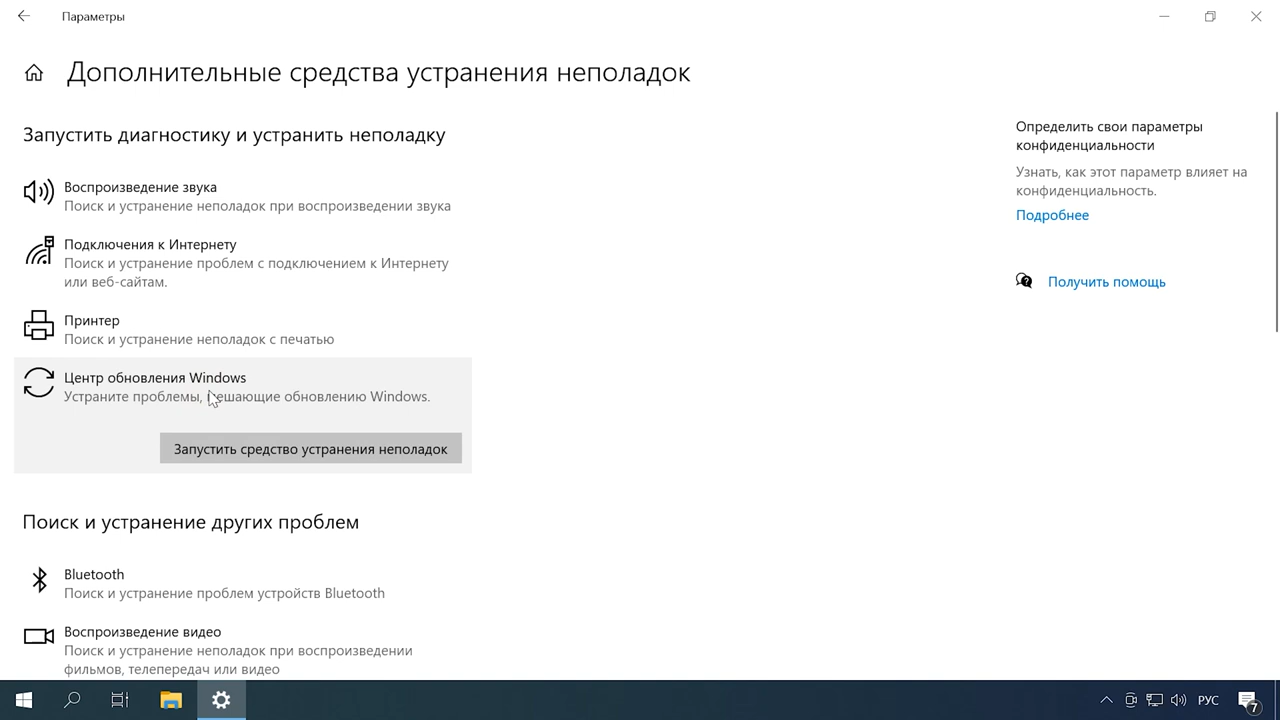 Параметры
Дополнительные средства устранения неполадок
Запустить диагностику и устранить неполадку
Воспроизведение звука
Поиск и устранение неполадок при воспроизведении звука
Подключения к Интернету
Поиск и устранение проблем с подключением к Интернету
или веб-сайтам.
Принтер
Поиск и устранение неполадок с печатью
Центр обновления Windows
Устраните проблемы, мешающие обновлению Windows.
Запустить средство устранения неполадок
Поиск и устранение других проблем
Bluetooth
Поиск и устранение проблем устройств Bluetooth
Воспроизведение видео
Поиск и устранение неполадок при воспроизведении
фильмов, телепередач или видео
Определить свои параметры
конфиденциальности
Узнать, как этот параметр влияет на
конфиденциальность.
Подробнее
Получить помощь
РУС
7